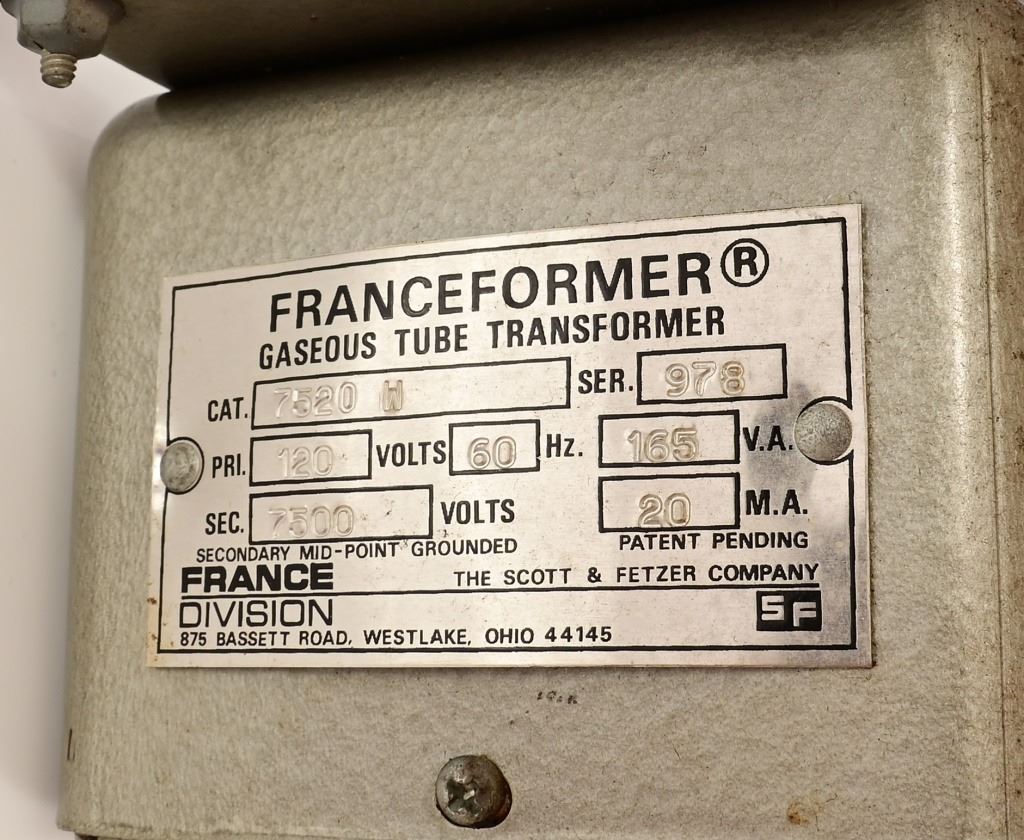 FRANCEFORMER®
GASEOUS TUBE TRANSFORMER
CAT. 7520 W SER. 978
PRI. 120 VOLTS 60 Hz. 165 V.A.
SEC. 7500 VOLTS 20 M.A.
SECONDARY MID-POINT GROUNDED PATENT PENDING
FRANCE THE SCOTT & FETZER COMPANY
DIVISION SF
875 BASSETT ROAD, WESTLAKE, OHIO 44145